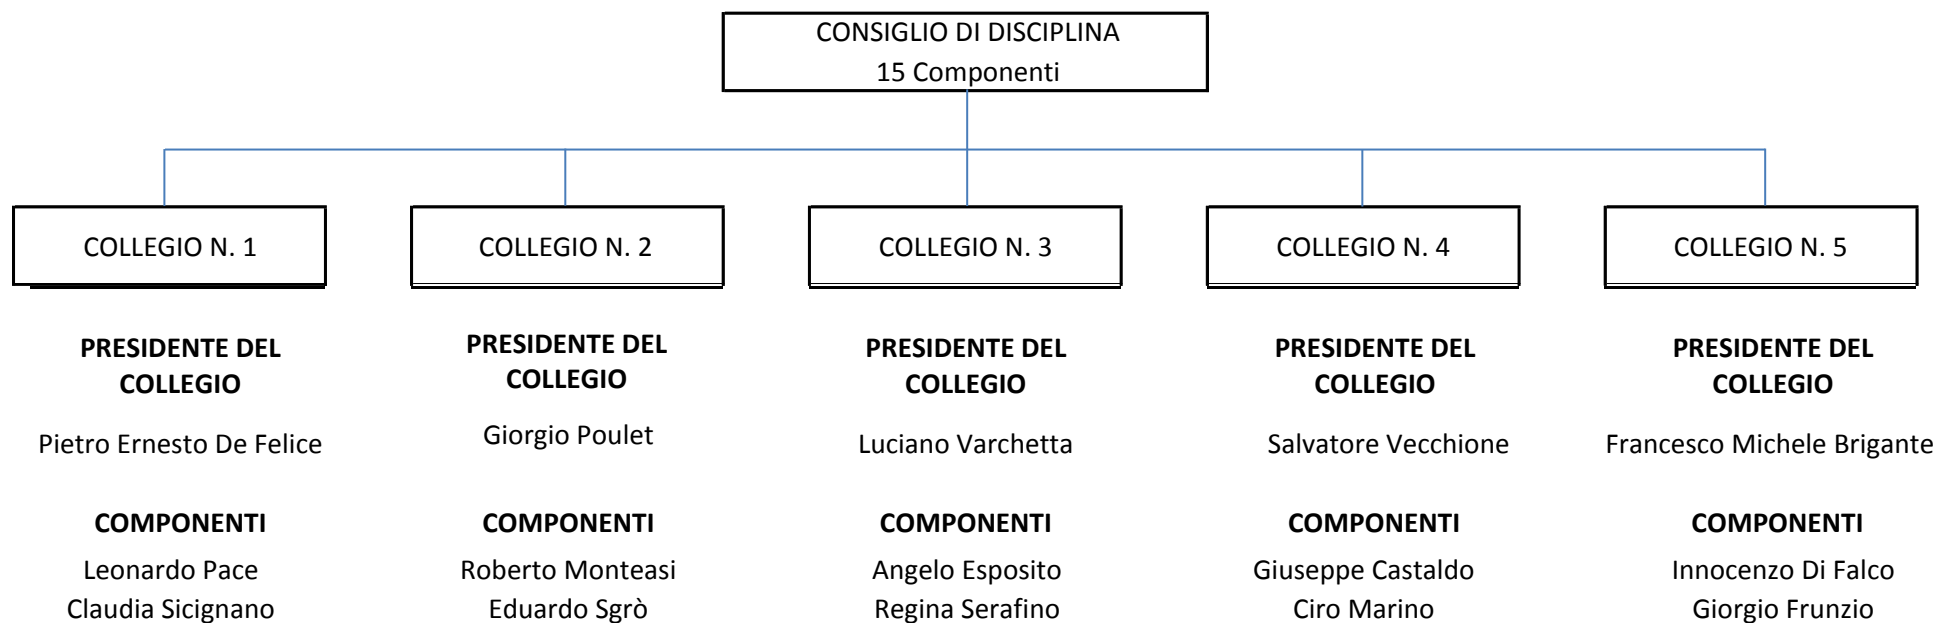 CONSIGLIO DI DISCIPLINA
15 Componenti
COLLEGIO N. 1
COLLEGIO N. 2
COLLEGIO N. 3
COLLEGIO N. 4
COLLEGIO N. 5
PRESIDENTE DEL
COLLEGIO
Pietro Ernesto De Felice
COMPONENTI
Leonardo Pace
Claudia Sicignano
PRESIDENTE DEL
COLLEGIO
Giorgio Poulet
COMPONENTI
Roberto Monteasi
Eduardo Sgrò
PRESIDENTE DEL
COLLEGIO
Luciano Varchetta
COMPONENTI
Angelo Esposito
Regina Serafino
PRESIDENTE DEL
COLLEGIO
Salvatore Vecchione
COMPONENTI
Giuseppe Castaldo
Ciro Marino
PRESIDENTE DEL
COLLEGIO
Francesco Michele Brigante
COMPONENTI
Innocenzo Di Falco
Giorgio Frunzio